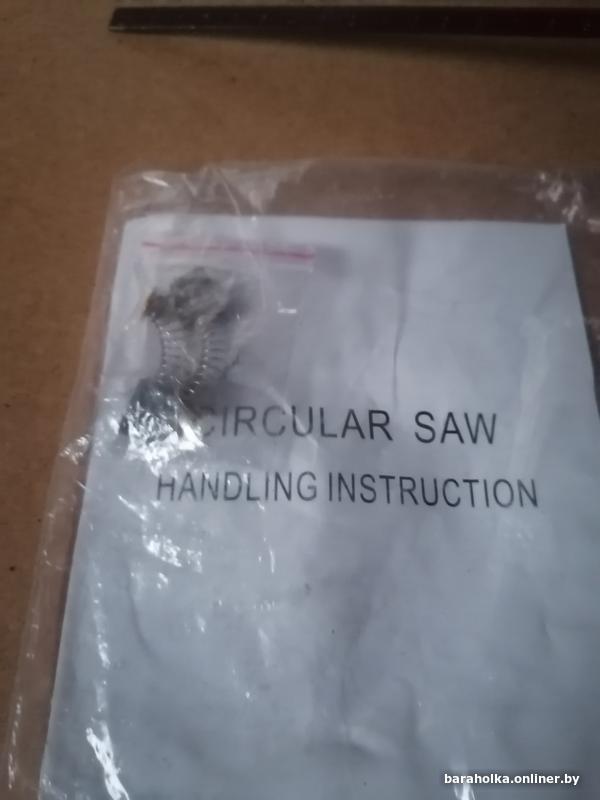 CIRCULAR SAW
HANDLING INSTRUCTION
baraholka.onliner.by